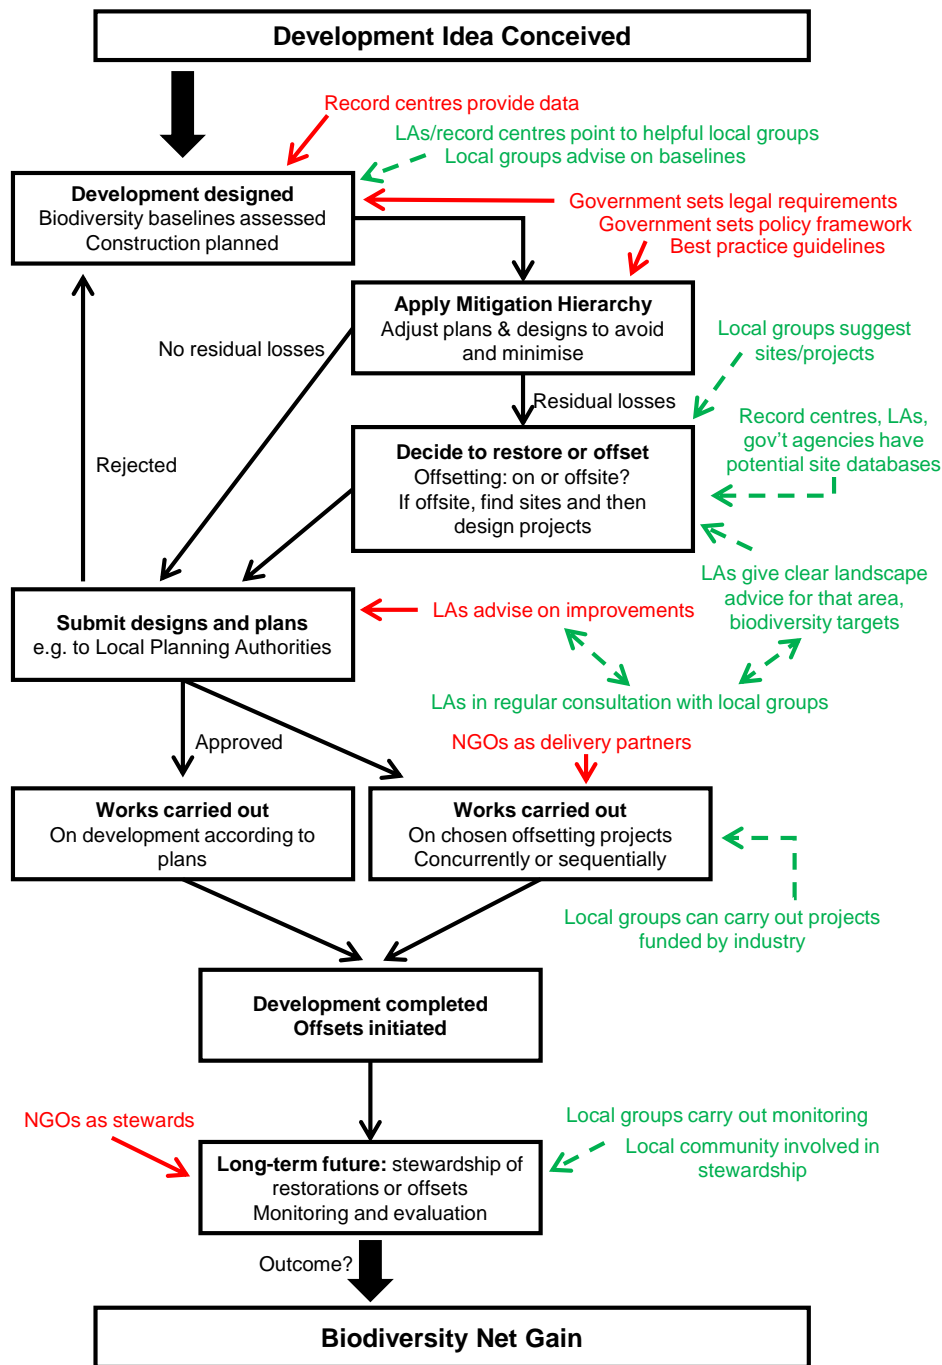 Development Idea Conceived
Record centres provide data
LAs/record centres point to helpful local groups
Local groups advise on baselines
Development designed
Biodiversity baselines assessed
Construction planned
Government sets legal requirements
Government sets policy framework
Best practice guidelines
Apply Mitigation Hierarchy
Adjust plans & designs to avoid
and minimise
No residual losses
Local groups suggest
sites/projects
Residual losses
Record centres, LAs,
gov't agencies have
potential site databases
Rejected
Decide to restore or offset
Offsetting: on or offsite?
If offsite, find sites and then
design projects
LAs give clear landscape
advice for that area,
biodiversity targets
Submit designs and plans
e.g. to Local Planning Authorities
LAs advise on improvements
LAs in regular consultation with local groups
Approved
NGOs as delivery partners
Works carried out
On development according to
plans
Works carried out
On chosen offsetting projects
Concurrently or sequentially
Local groups can carry out projects
funded by industry
Development completed
Offsets initiated
NGOs as stewards
Local groups carry out monitoring
Local community involved in
stewardship
Long-term future: stewardship of
restorations or offsets
Monitoring and evaluation
Outcome?
Biodiversity Net Gain